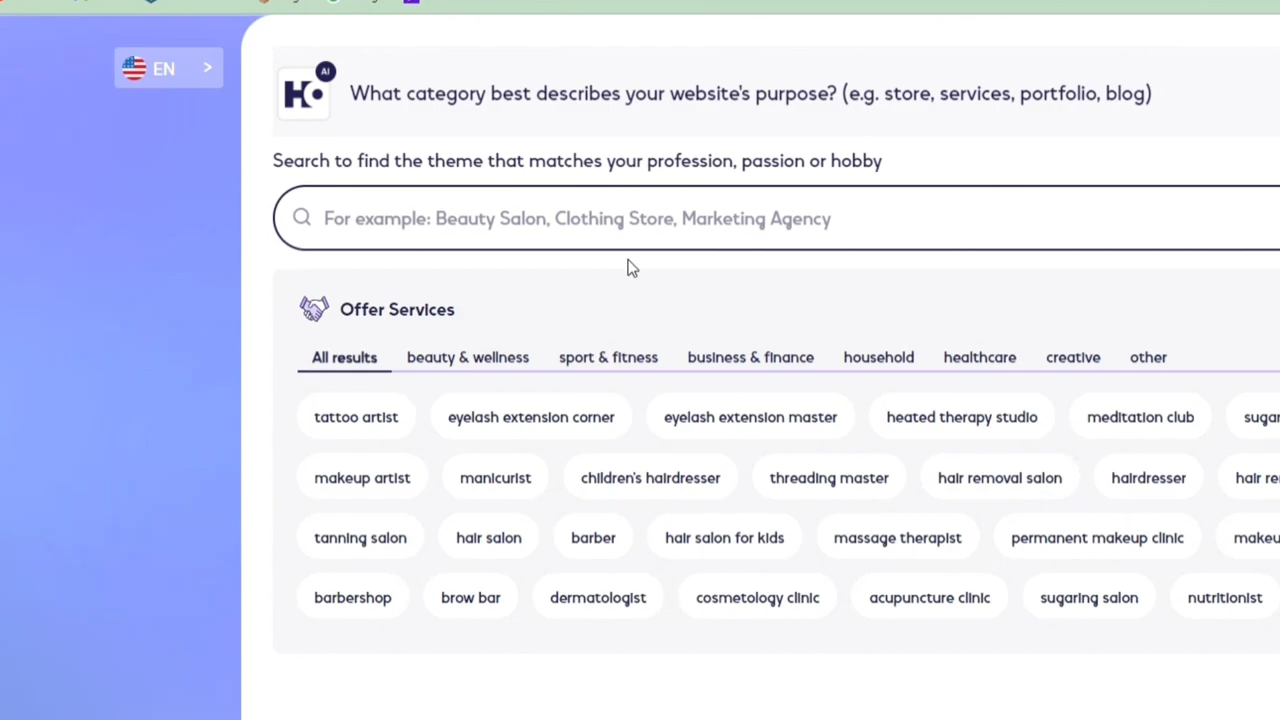 EN >
AI
HO
What category best describes your website's purpose? (e.g. store, services, portfolio, blog)
Search to find the theme that matches your profession, passion or hobby
For example: Beauty Salon, Clothing Store, Marketing Agency
Offer Services
All results beauty & wellness sport & fitness business & finance household healthcare creative other
tattoo artist eyelash extension corner eyelash extension master heated therapy studio meditation club
makeup artist manicurist children's hairdresser threading master hair removal salon hairdresser hair
tanning salon hair salon barber hair salon for kids massage therapist permanent makeup clinic
barbershop brow bar dermatologist cosmetology clinic acupuncture clinic sugaring salon nutritionist